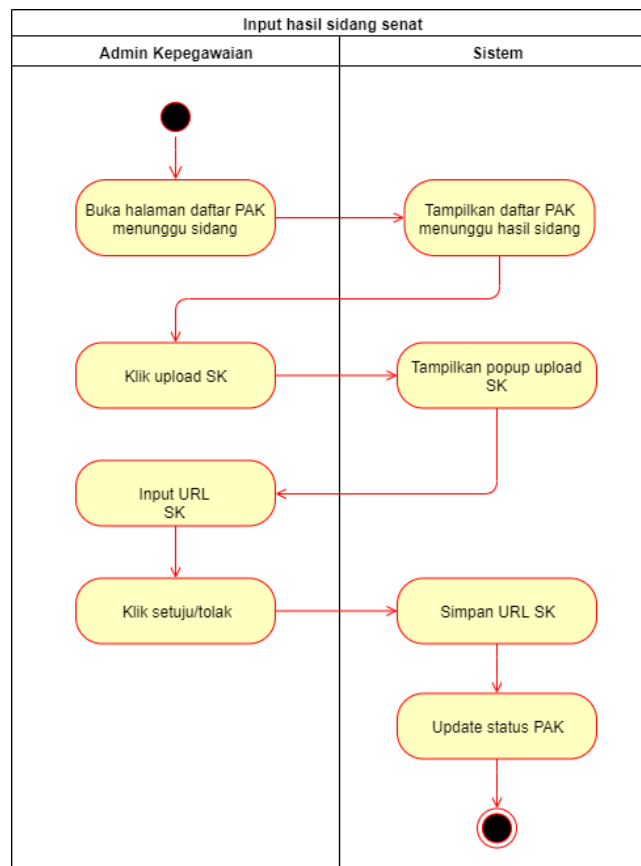 Input hasil sidang senat
Admin Kepegawaian
Sistem
Buka halaman daftar PAK
menunggu sidang
Tampilkan daftar PAK
menunggu hasil sidang
Klik upload SK
Tampilkan popup upload
SK
Input URL
SK
Klik setuju/tolak
Simpan URL SK
Update status PAK